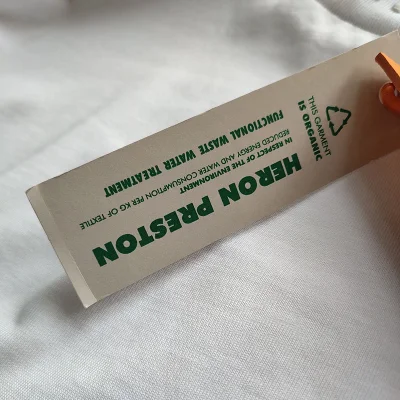 HERON PRESTON
IN RESPECT OF THE ENVIRONMENT
REDUCED ENERGY AND WATER CONSUMPTION PER KG OF TEXTILE
FUNCTIONAL WASTE WATER TREATMENT
THIS GARMENT
IS ORGANIC